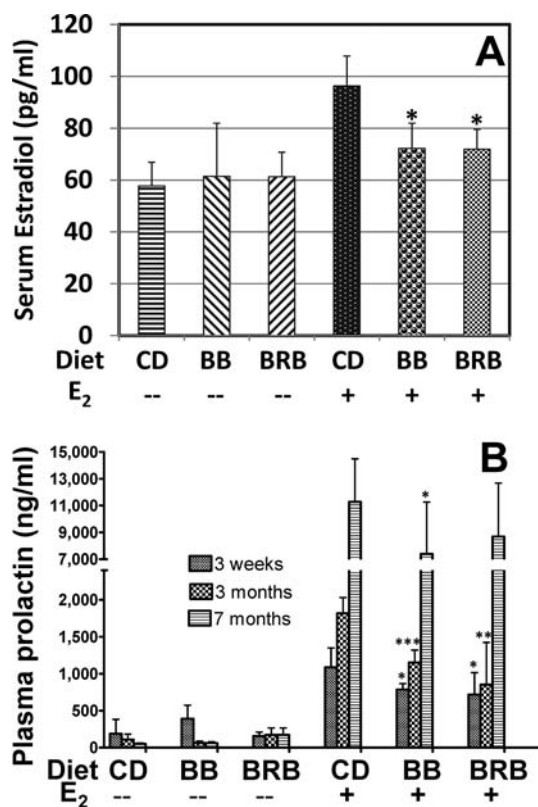 A
Serum Estradiol (pg/ml)
120
100
80
60
40
20
0
* *
Diet CD BB BRB CD BB BRB
E2 -- -- -- + + +
B
Plasma prolactin (ng/ml)
15,000
13,000
11,000
9,000
7,000
2,000
1,500
1,000
500
0
3 weeks
3 months
7 months
* *** * * ** 
Diet CD BB BRB CD BB BRB
E2 -- -- -- + + +